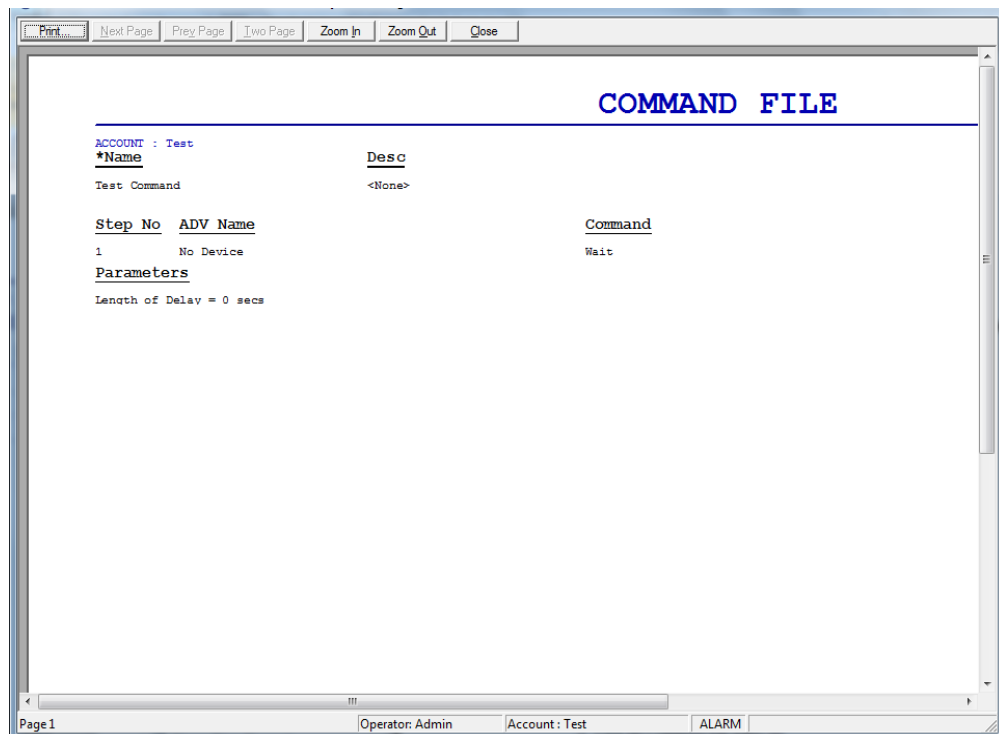 Print... Next Page Prev Page Two Page Zoom In Zoom Out Close
COMMAND FILE
ACCOUNT : Test
*Name Desc
Test Command <None>
Step No ADV Name Command
1 No Device Wait
Parameters
Length of Delay = 0 secs
Page 1 Operator: Admin Account : Test ALARM